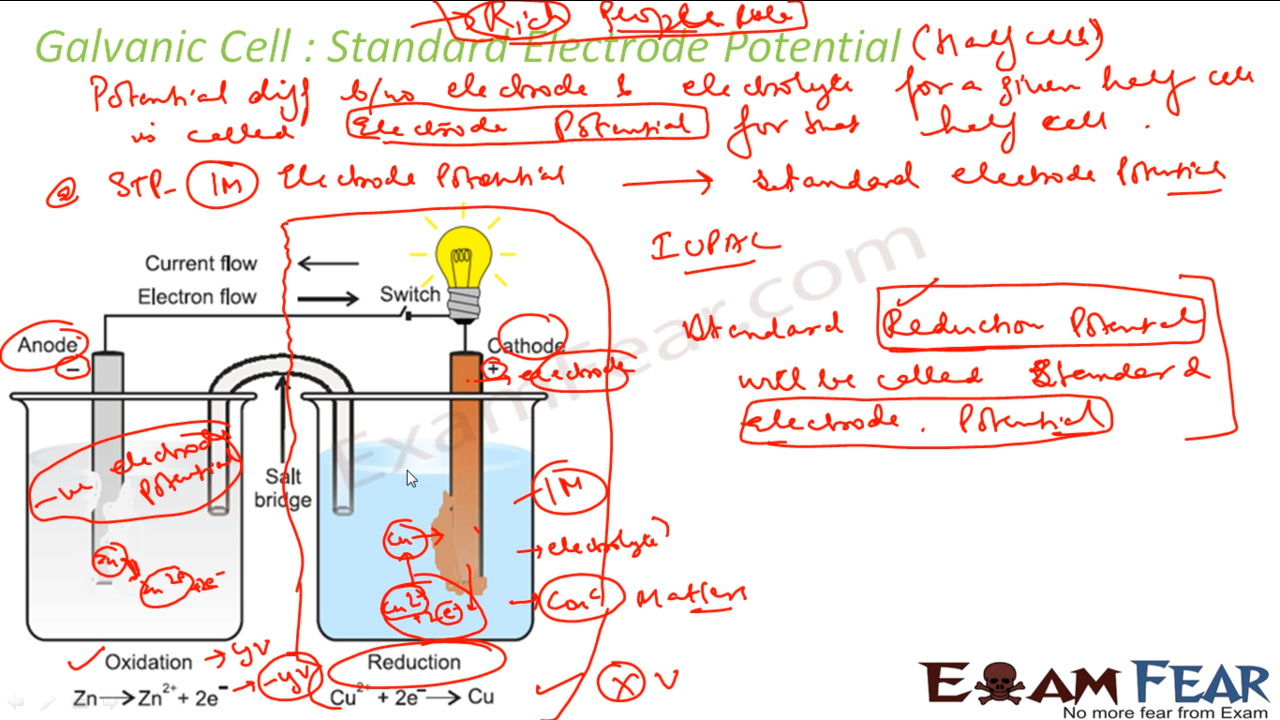 → Rich People Pole
Galvanic Cell : Standard Electrode Potential (Half cell)
Potential diff b/w electrode & electrolyte for a given half cell
is called Electrode Potential for that half cell.
@ STP - 1M Electrode Potential → Standard electrode Potential
IUPAC
Standard Reduction Potential
will be called Standard
electrode. Potential
Current flow
Electron flow
Switch
Anode
−
Cathode
+
→ electrode
-ve electrode
potential
Salt
bridge
Zn
Zn2+ + 2e-
1M
Cu
→ electrolyte
Cu2+ + 2e-
→ Conc Matters
Oxidation → yV
Zn → Zn2+ + 2e- → -yV
Reduction
Cu2+ + 2e- → Cu
X V
ExamFear.com
EXAM FEAR
No more fear from Exam